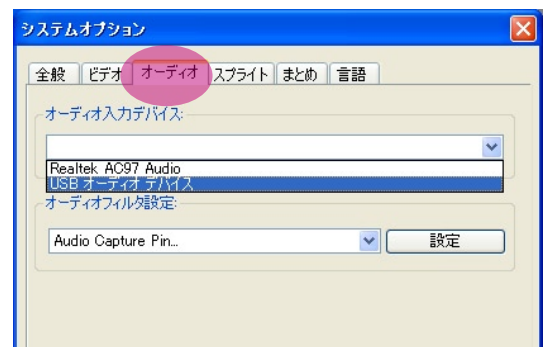 システムオプション
全般 ビデオ オーディオ スプライト まとめ 言語
オーディオ入力デバイス:
Realtek AC97 Audio
USB オーディオ デバイス
オーディオフィルタ設定:
Audio Capture Pin... 設定